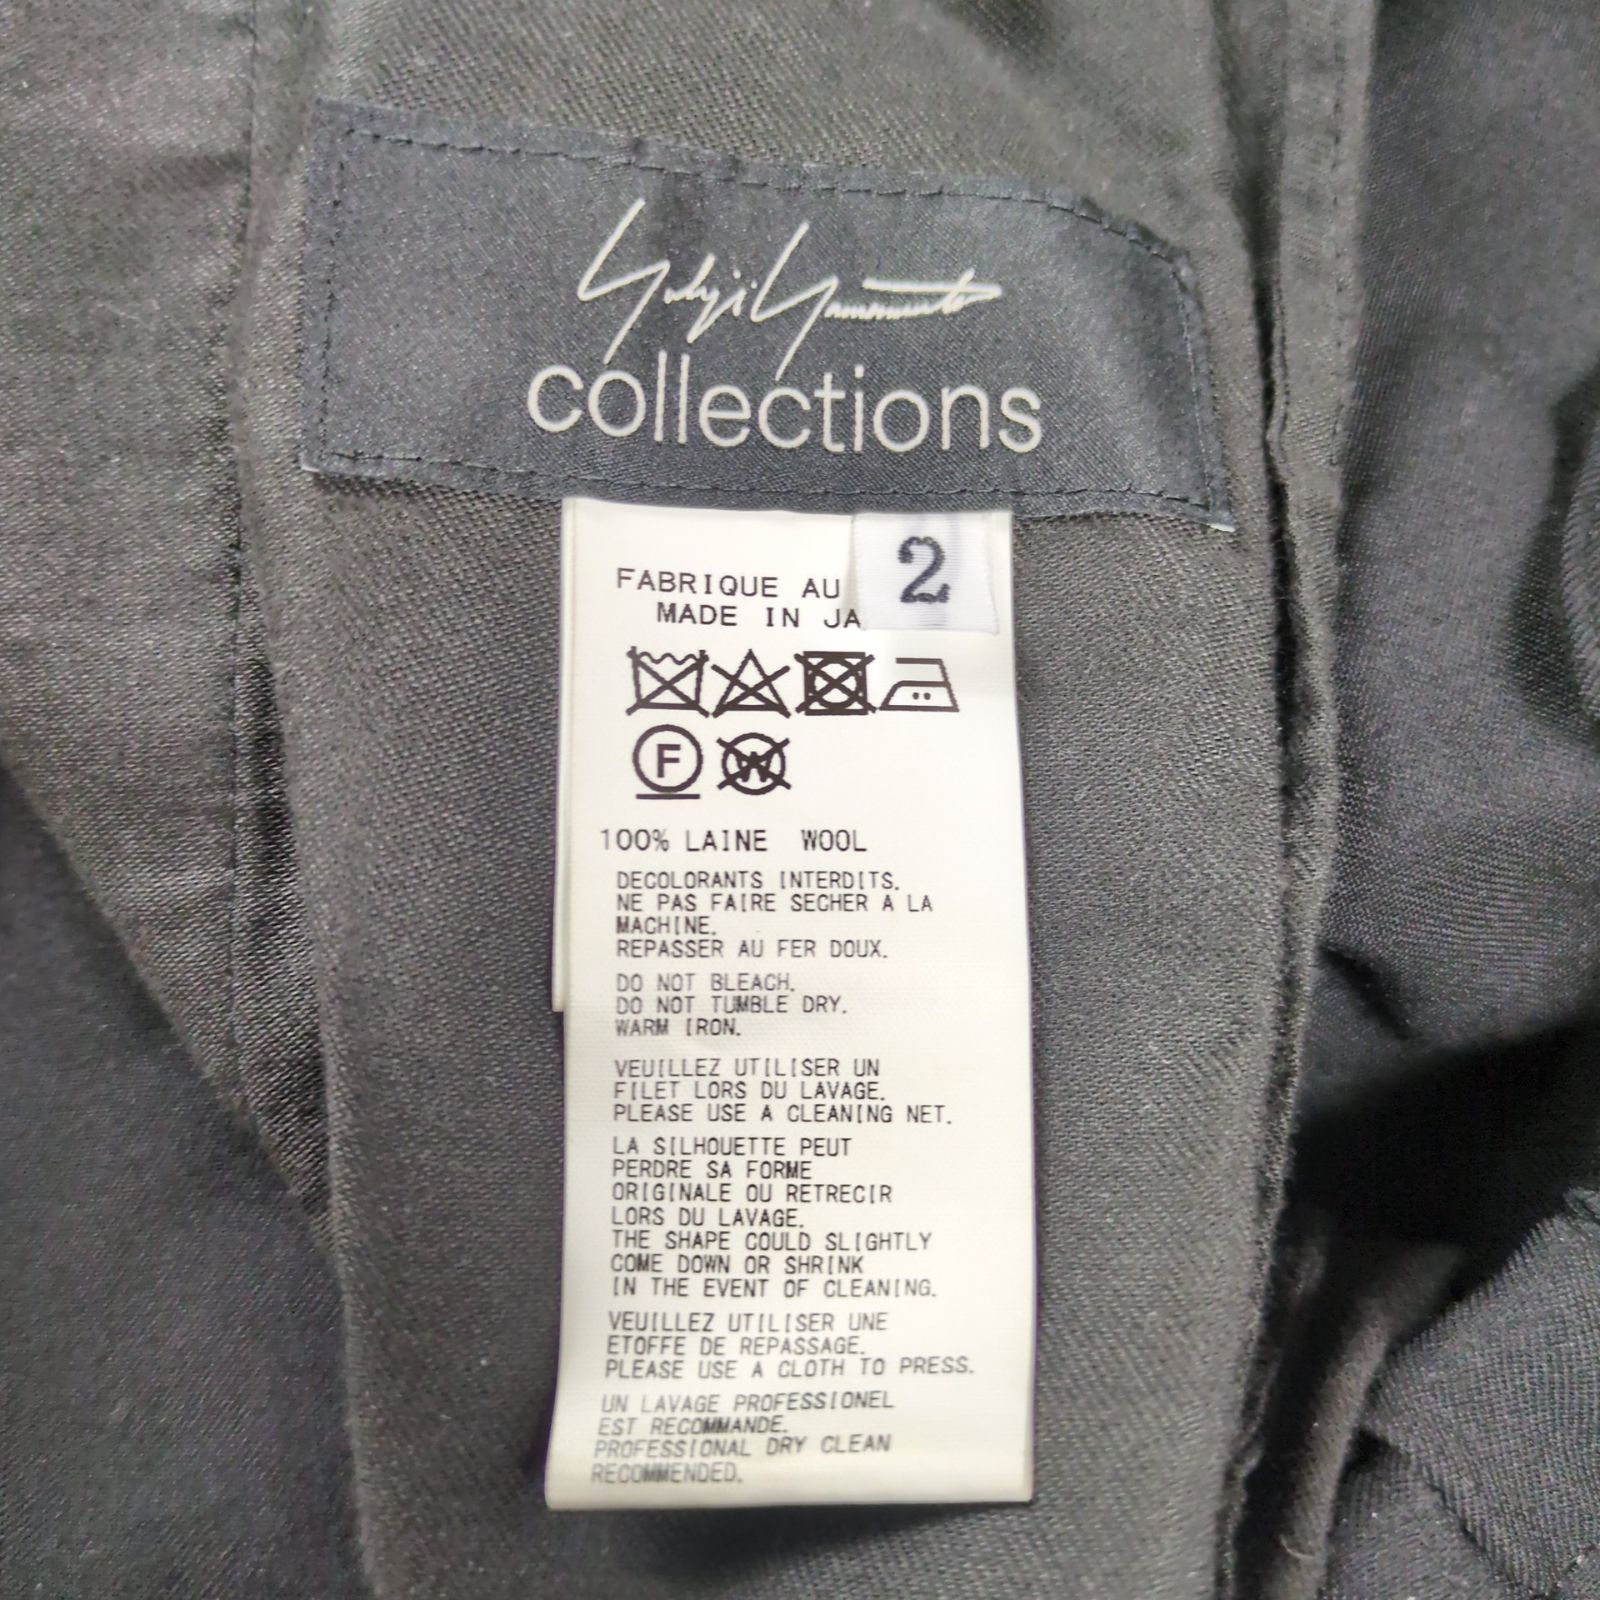 Yohji Yamamoto
collections
2
FABRIQUE AU
MADE IN JA
F
W
100% LAINE WOOL
DECOLORANTS INTERDITS.
NE PAS FAIRE SECHER A LA
MACHINE.
REPASSER AU FER DOUX.
DO NOT BLEACH.
DO NOT TUMBLE DRY.
WARM IRON.
VEUILLEZ UTILISER UN
FILET LORS DU LAVAGE.
PLEASE USE A CLEANING NET.
LA SILHOUETTE PEUT
PERDRE SA FORME
ORIGINALE OU RETRECIR
LORS DU LAVAGE.
THE SHAPE COULD SLIGHTLY
COME DOWN OR SHRINK
IN THE EVENT OF CLEANING.
VEUILLEZ UTILISER UNE
ETOFFE DE REPASSAGE.
PLEASE USE A CLOTH TO PRESS.
UN LAVAGE PROFESSIONEL
EST RECOMMANDE.
PROFESSIONAL DRY CLEAN
RECOMMENDED.